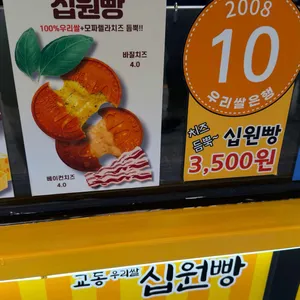 십원빵
100%우리쌀+모짜렐라치즈 듬뿍!!
바질치즈
4.0
베이컨치즈
4.0
2008
10
우리쌀은행
치즈
듬뿍~ 십원빵
3,500원
교동 우리쌀 십원빵